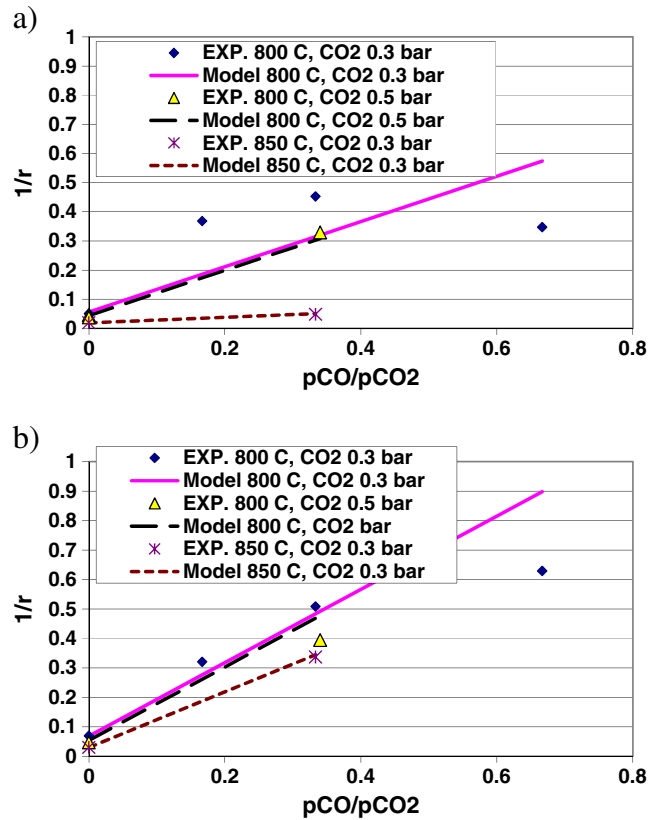 a)
1
0.9
0.8
0.7
0.6
0.5
0.4
0.3
0.2
0.1
0
1/r
EXP. 800 C, CO2 0.3 bar
Model 800 C, CO2 0.3 bar
EXP. 800 C, CO2 0.5 bar
Model 800 C, CO2 0.5 bar
EXP. 850 C, CO2 0.3 bar
Model 850 C, CO2 0.3 bar
0 0.2 0.4 0.6 0.8
pCO/pCO2
b)
1
0.9
0.8
0.7
0.6
0.5
0.4
0.3
0.2
0.1
0
1/r
EXP. 800 C, CO2 0.3 bar
Model 800 C, CO2 0.3 bar
EXP. 800 C, CO2 0.5 bar
Model 800 C, CO2 bar
EXP. 850 C, CO2 0.3 bar
Model 850 C, CO2 0.3 bar
0 0.2 0.4 0.6 0.8
pCO/pCO2